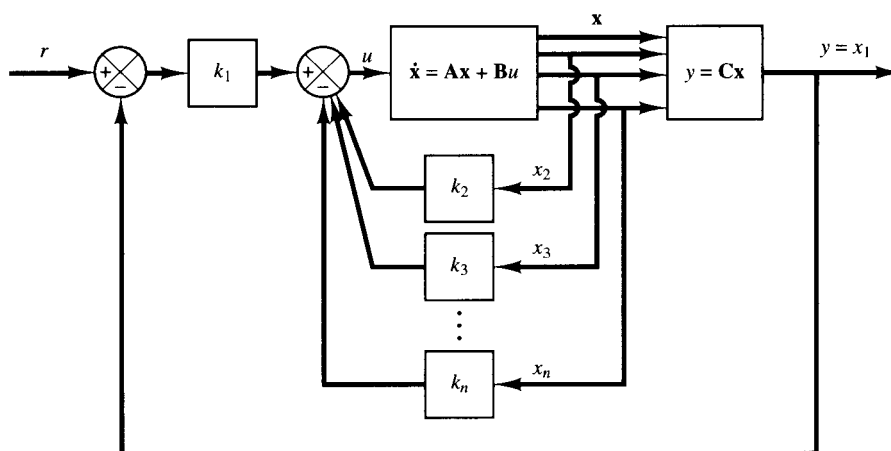 r
+
−
k₁
+
−
u
ẋ = Ax + Bu
x
y = Cx
y = x₁
k₂
x₂
k₃
x₃
⋮
kₙ
xₙ